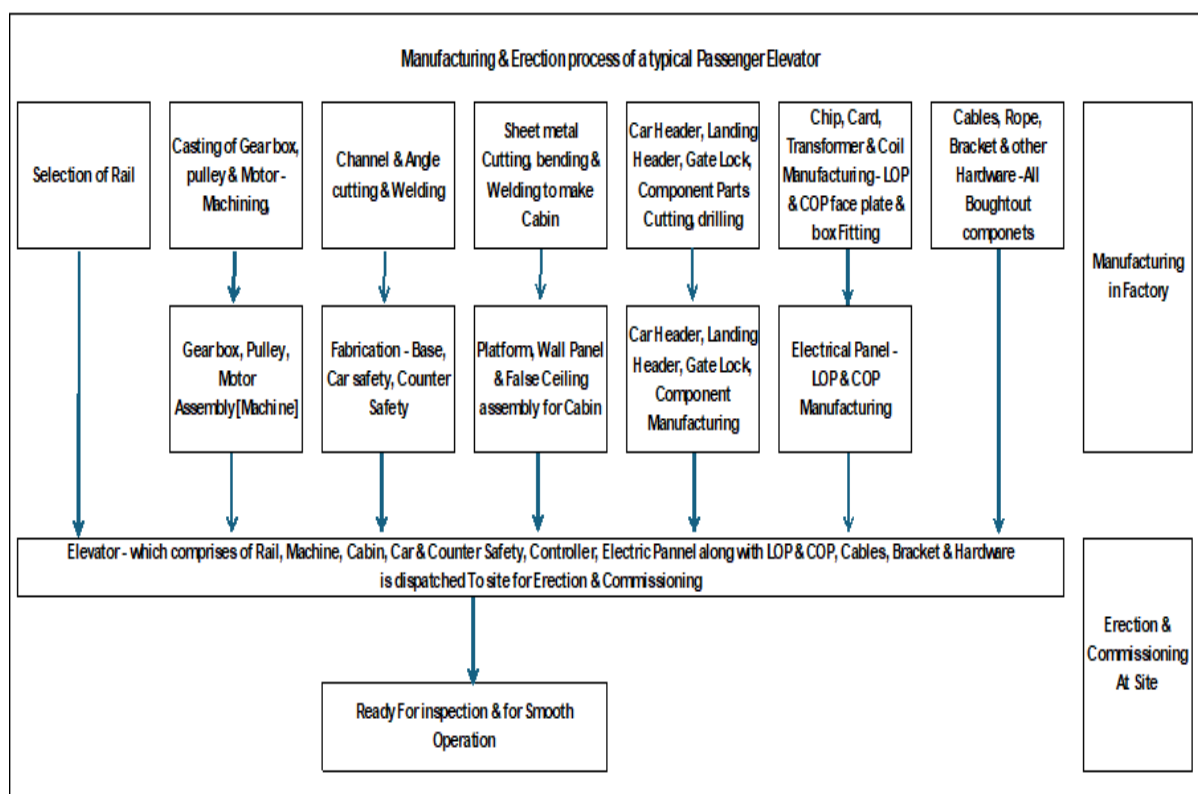 Manufacturing & Erection process of a typical Passenger Elevator
Selection of Rail
Casting of Gear box,
pulley & Motor -
Machining,
Channel & Angle
cutting & Welding
Sheet metal
Cutting, bending &
Welding to make
Cabin
Car Header, Landing
Header, Gate Lock,
Component Parts
Cutting, drilling
Chip, Card,
Transformer & Coil
Manufacturing - LOP
& COP face plate &
box Fitting
Cables, Rope,
Bracket & other
Hardware - All
Boughtout
componets
Manufacturing
in Factory
Gear box, Pulley,
Motor
Assembly[Machine]
Fabrication - Base,
Car safety, Counter
Safety
Platform, Wall Panel
& False Ceiling
assembly for Cabin
Car Header, Landing
Header, Gate Lock,
Component
Manufacturing
Electrical Panel -
LOP & COP
Manufacturing
Elevator - which comprises of Rail, Machine, Cabin, Car & Counter Safety, Controller, Electric Pannel along with LOP & COP, Cables, Bracket & Hardware
is dispatched To site for Erection & Commissioning
Erection &
Commissioning
At Site
Ready For inspection & for Smooth
Operation